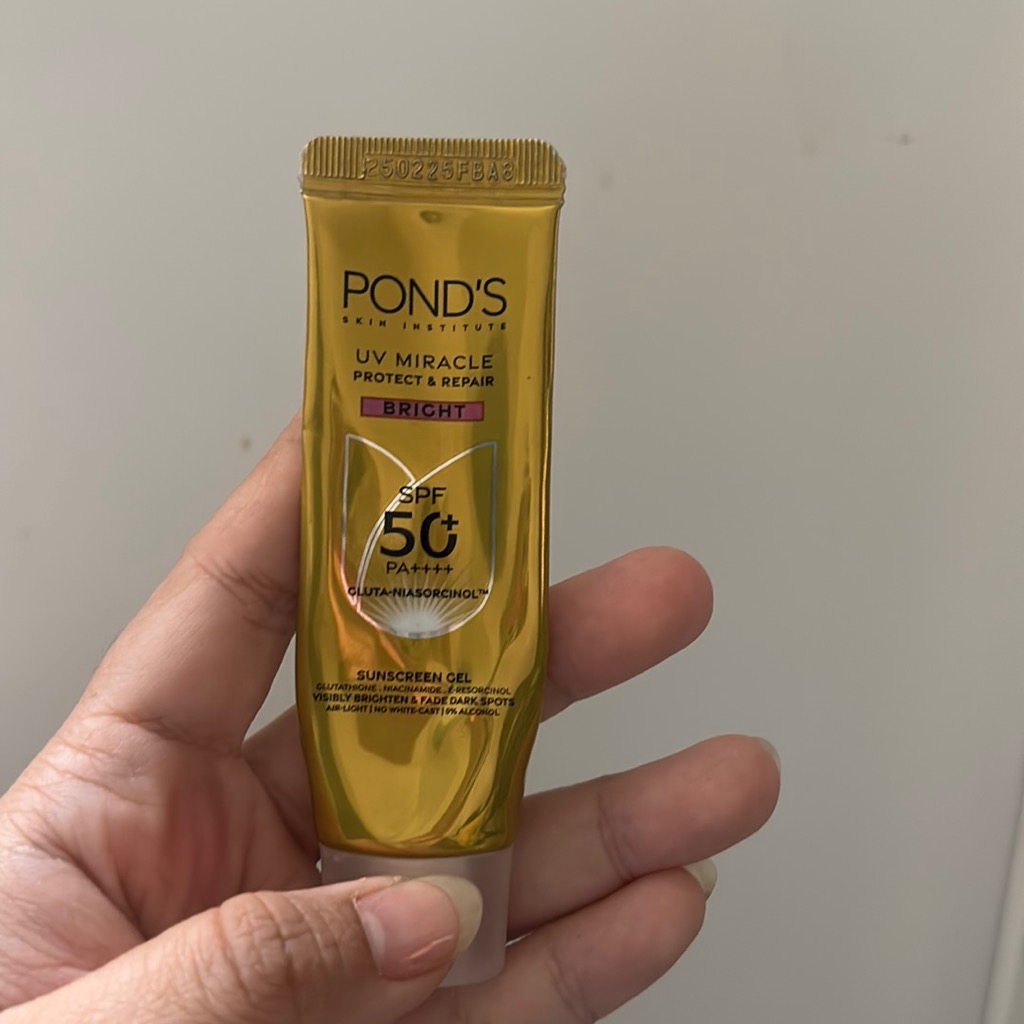 250225FBA8
POND'S
SKIN INSTITUTE
UV MIRACLE
PROTECT & REPAIR
BRIGHT
SPF
50+
PA++++
GLUTA-NIASORCINOL™
SUNSCREEN GEL
GLUTATHIONE . NIACINAMIDE . E-RESORCINOL
VISIBLY BRIGHTEN & FADE DARK SPOTS
AIR-LIGHT | NO WHITE-CAST | 0% ALCOHOL